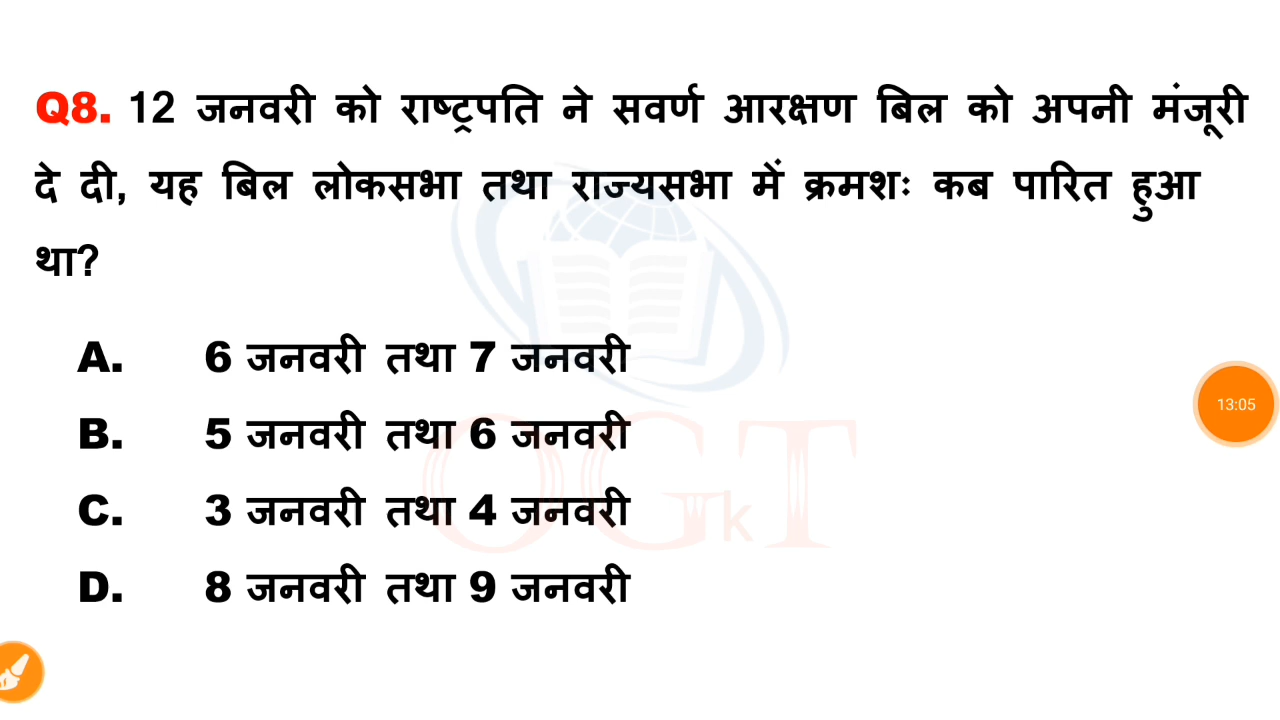 Q8. 12 जनवरी को राष्ट्रपति ने सवर्ण आरक्षण बिल को अपनी मंजूरी
दे दी, यह बिल लोकसभा तथा राज्यसभा में क्रमशः कब पारित हुआ
था?
A. 6 जनवरी तथा 7 जनवरी
B. 5 जनवरी तथा 6 जनवरी
C. 3 जनवरी तथा 4 जनवरी
D. 8 जनवरी तथा 9 जनवरी
13:05
OGkT